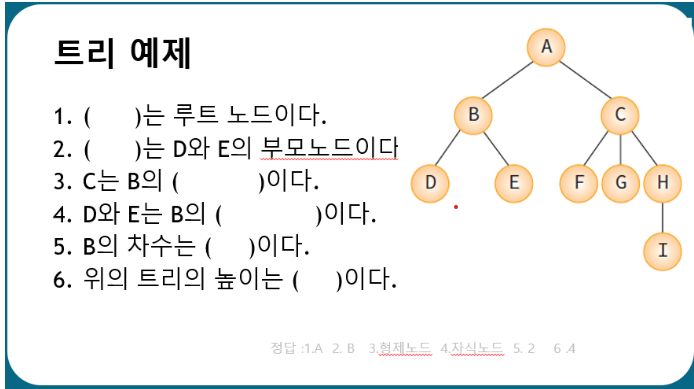 트리 예제
1. (      )는 루트 노드이다.
2. (      )는 D와 E의 부모노드이다
3. C는 B의 (          )이다.
4. D와 E는 B의 (            )이다.
5. B의 차수는 (     )이다.
6. 위의 트리의 높이는 (     )이다.
A
B C
D E F G H
I
정답 :1.A 2. B 3.형제노드 4.자식노드 5. 2 6 .4